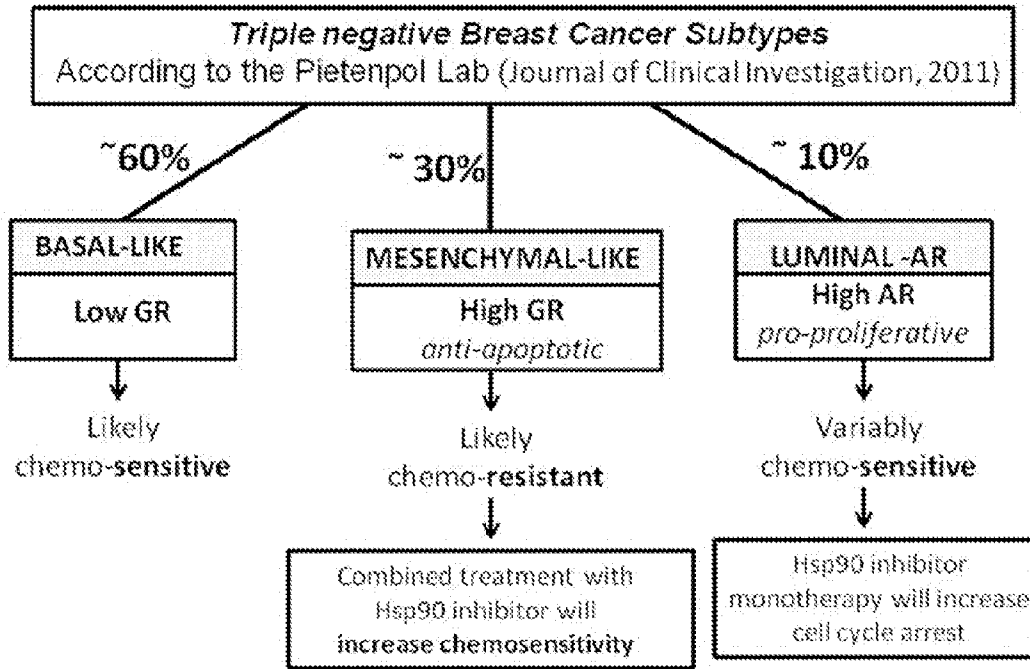 Triple negative Breast Cancer Subtypes
According to the Pietenpol Lab (Journal of Clinical Investigation, 2011)
~60%
~ 30%
~ 10%
BASAL-LIKE
Low GR
Likely
chemo-sensitive
MESENCHYMAL-LIKE
High GR
anti-apoptotic
Likely
chemo-resistant
Combined treatment with
Hsp90 inhibitor will
increase chemosensitivity
LUMINAL -AR
High AR
pro-proliferative
Variably
chemo-sensitive
Hsp90 inhibitor
monotherapy will increase
cell cycle arrest